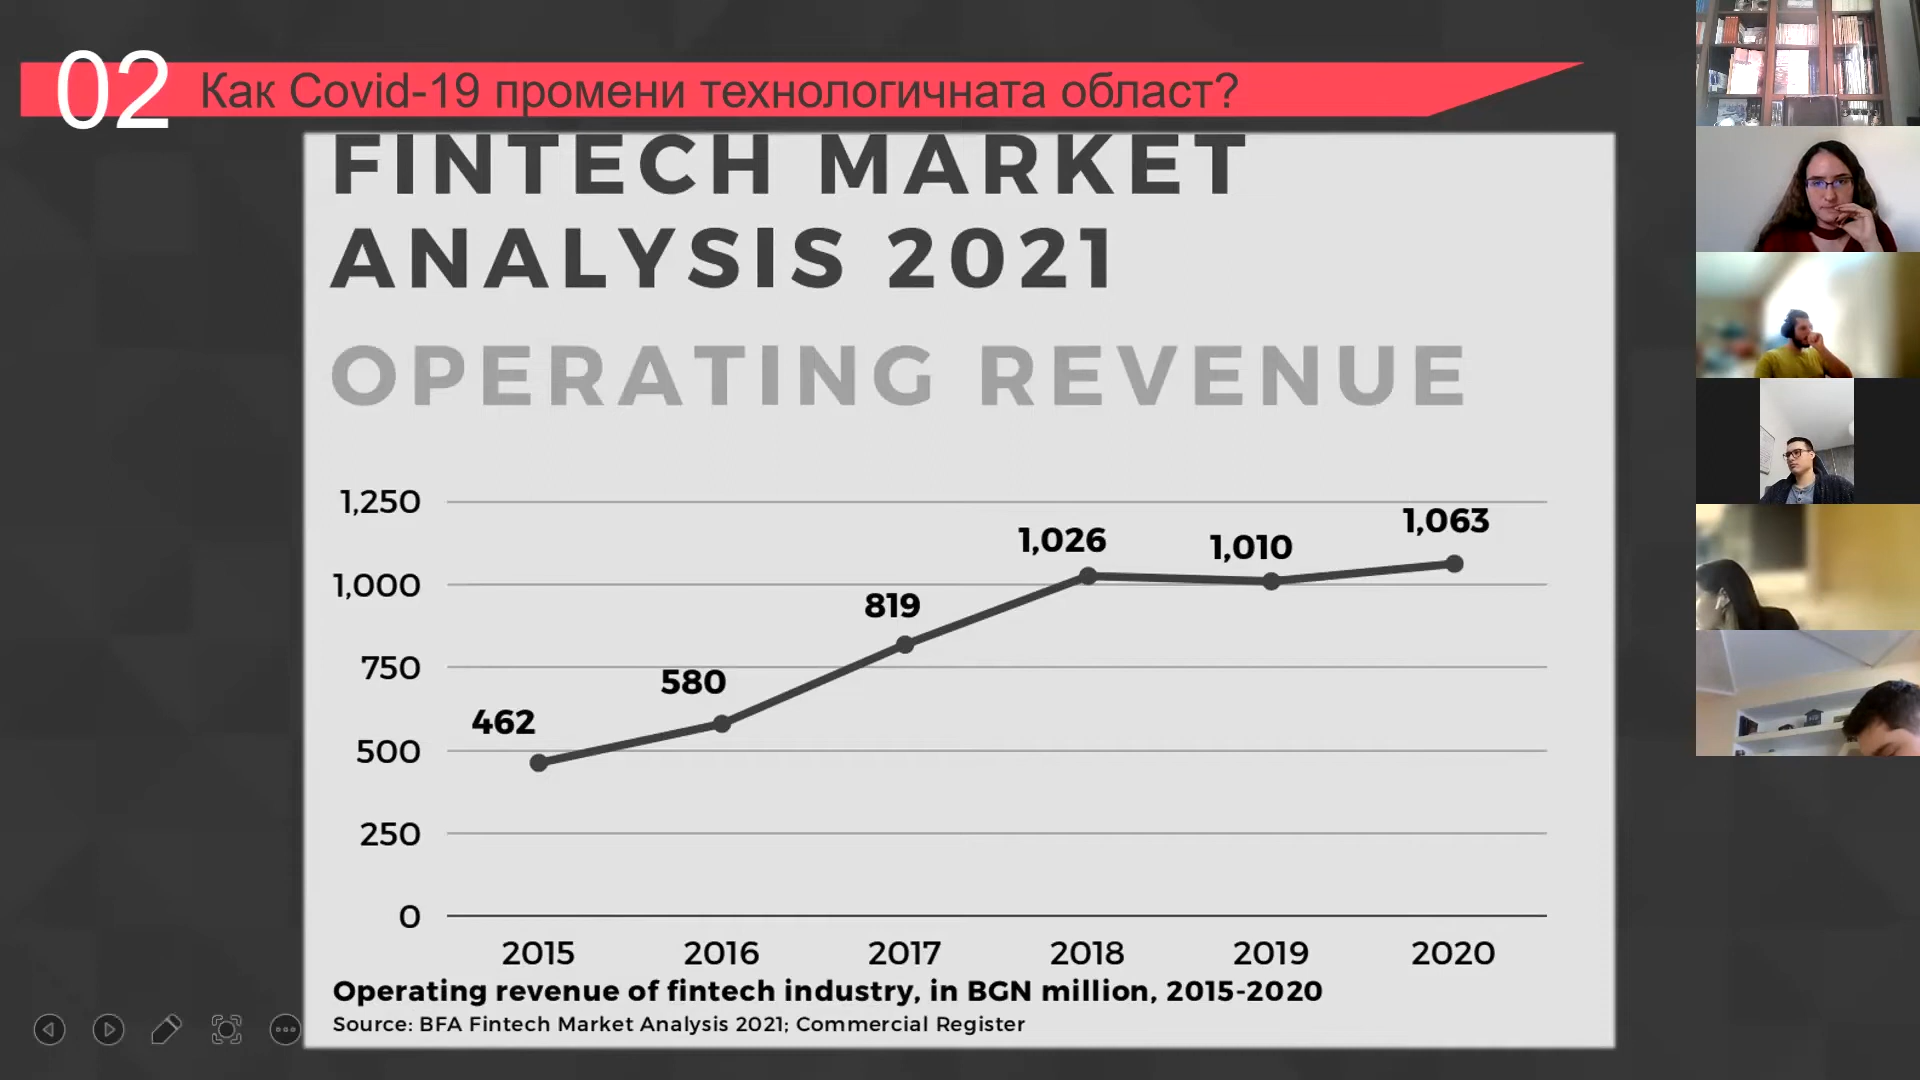 02
Как Covid-19 промени технологичната област?
FINTECH MARKET
ANALYSIS 2021
OPERATING REVENUE
1,250
1,000
750
500
250
0
462
580
819
1,026
1,010
1,063
2015 2016 2017 2018 2019 2020
Operating revenue of fintech industry, in BGN million, 2015-2020
Source: BFA Fintech Market Analysis 2021; Commercial Register